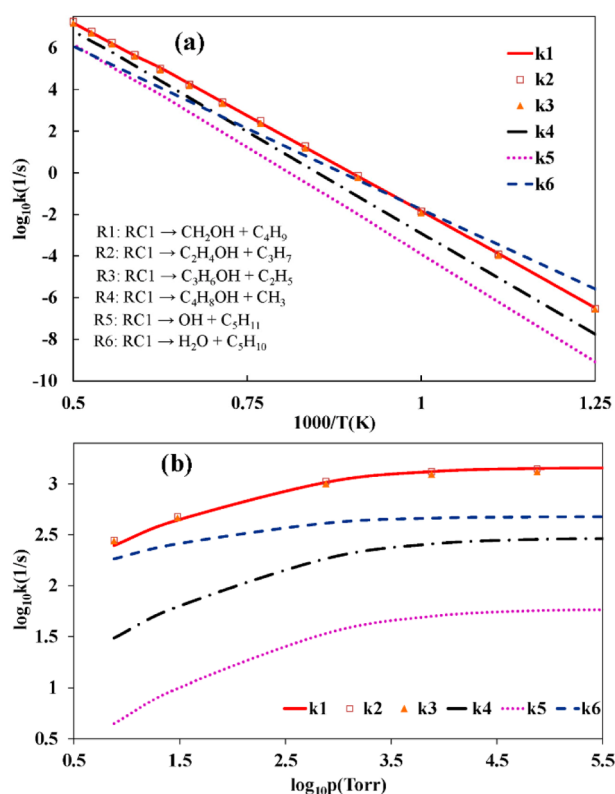 (a)
log₁₀k(1/s)
6
4
2
0
-2
-4
-6
-8
-10
k1
k2
k3
k4
k5
k6
R1: RC1 → CH₂OH + C₄H₉
R2: RC1 → C₂H₄OH + C₃H₇
R3: RC1 → C₃H₆OH + C₂H₅
R4: RC1 → C₄H₈OH + CH₃
R5: RC1 → OH + C₅H₁₁
R6: RC1 → H₂O + C₅H₁₀
0.5 0.75 1 1.25
1000/T(K)
(b)
log₁₀k(1/s)
3
2.5
2
1.5
1
0.5
k1 k2 k3 k4 k5 k6
0.5 1.5 2.5 3.5 4.5 5.5
log₁₀p(Torr)